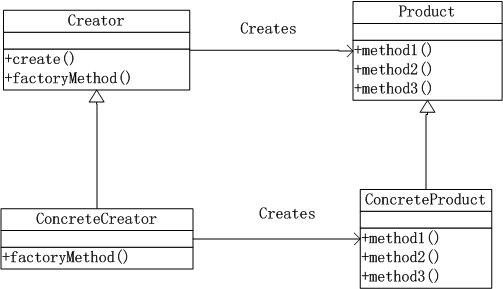 Creator
+create()
+factoryMethod()
Creates
Product
+method1()
+method2()
+method3()
ConcreteCreator
+factoryMethod()
Creates
ConcreteProduct
+method1()
+method2()
+method3()